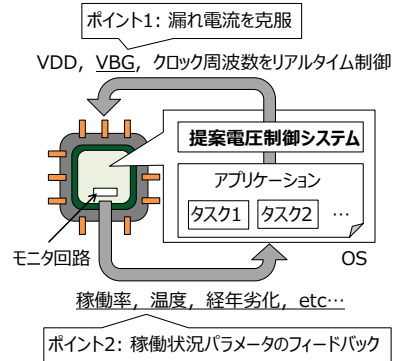 ポイント1: 漏れ電流を克服
VDD, VBG, クロック周波数をリアルタイム制御
提案電圧制御システム
アプリケーション
タスク1 タスク2 …
モニタ回路
OS
稼働率, 温度, 経年劣化, etc…
ポイント2: 稼働状況パラメータのフィードバック